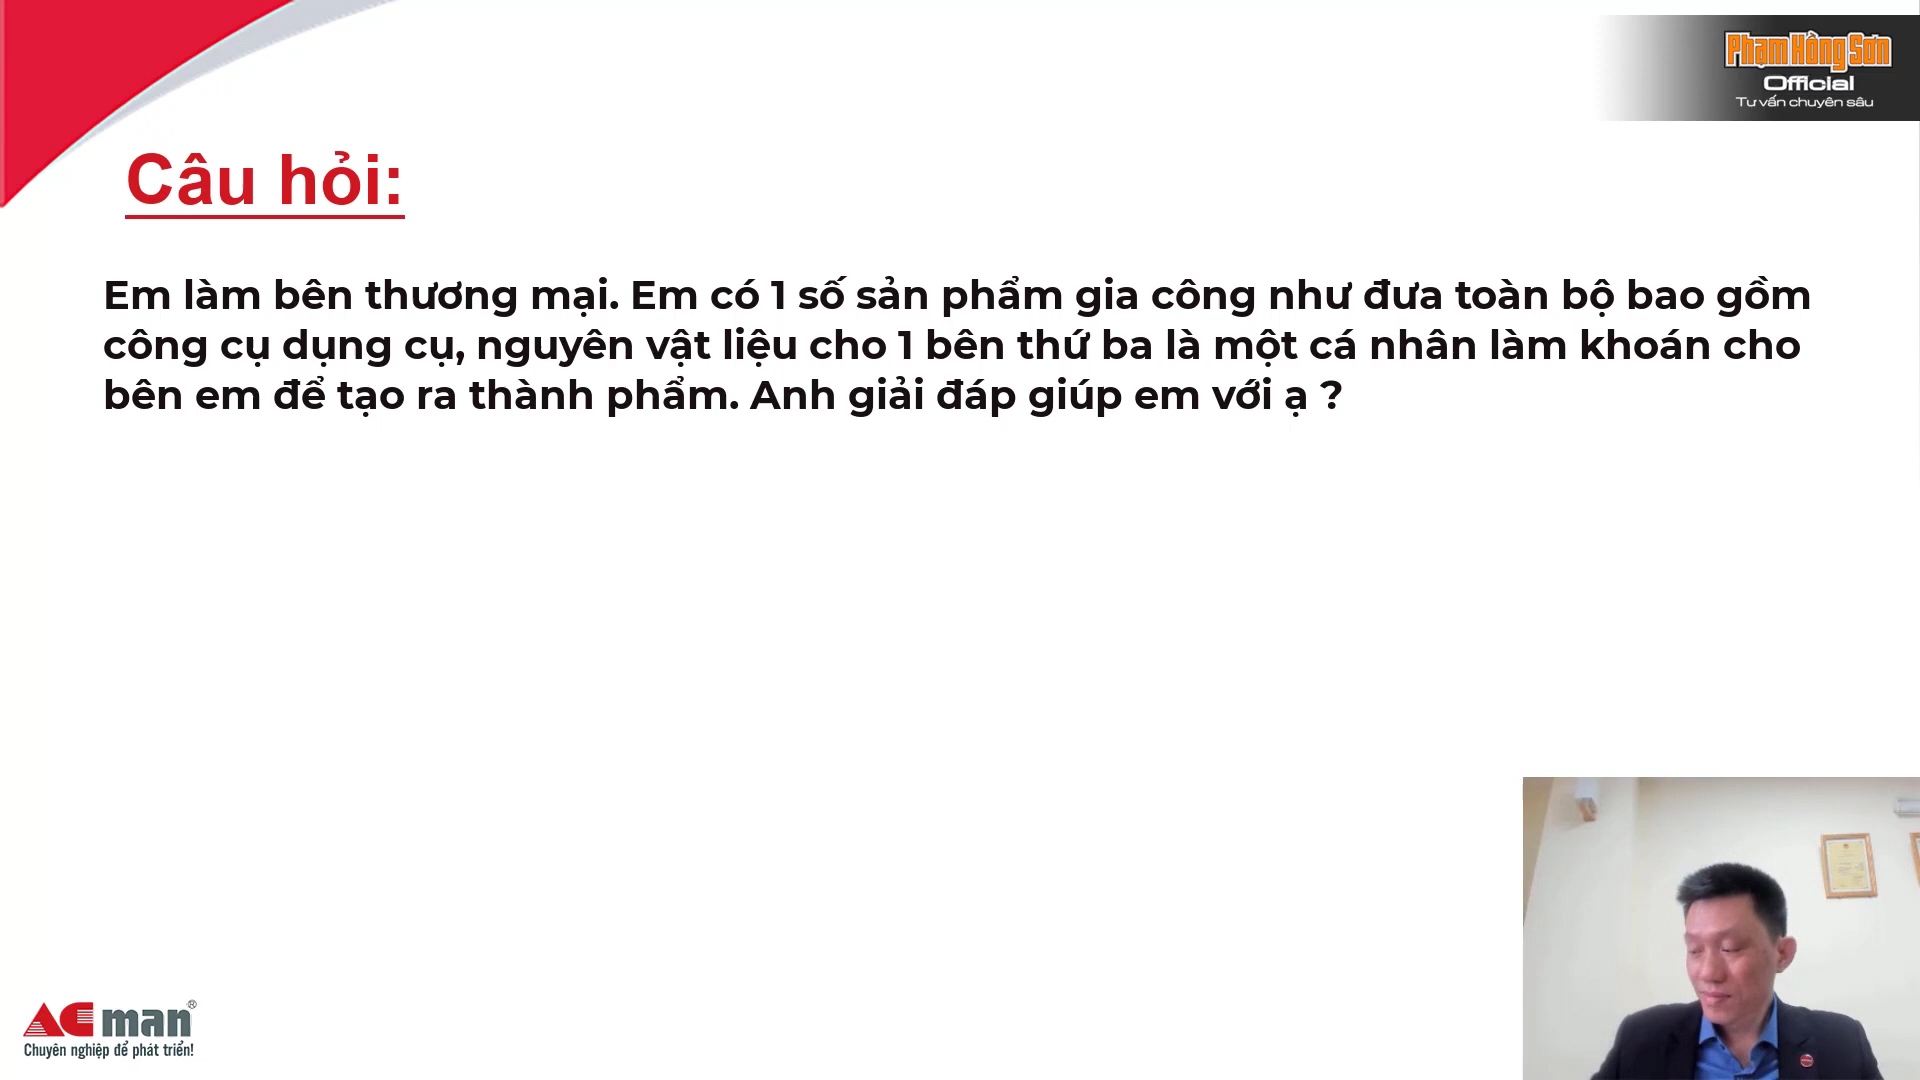 Phạm Hồng Sơn
Official
Tư vấn chuyên sâu
Câu hỏi:
Em làm bên thương mại. Em có 1 số sản phẩm gia công như đưa toàn bộ bao gồm
công cụ dụng cụ, nguyên vật liệu cho 1 bên thứ ba là một cá nhân làm khoán cho
bên em để tạo ra thành phẩm. Anh giải đáp giúp em với ạ ?
ACman®
Chuyên nghiệp để phát triển!